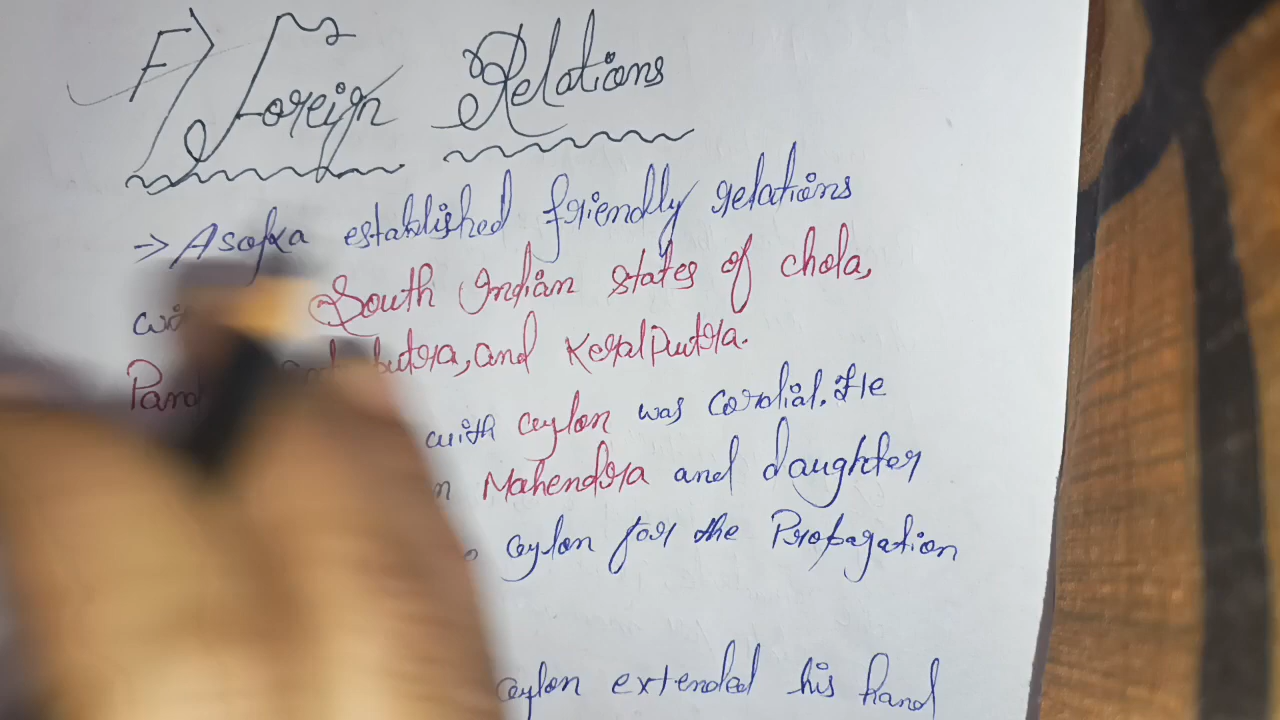 F) Foreign Relations
→ Asoka established friendly relations
South Indian states of chola,
and KeralPutra.
with ceylon was cordial. He
Mahendra and daughter
ceylon for the Propagation
ceylon extended his hand